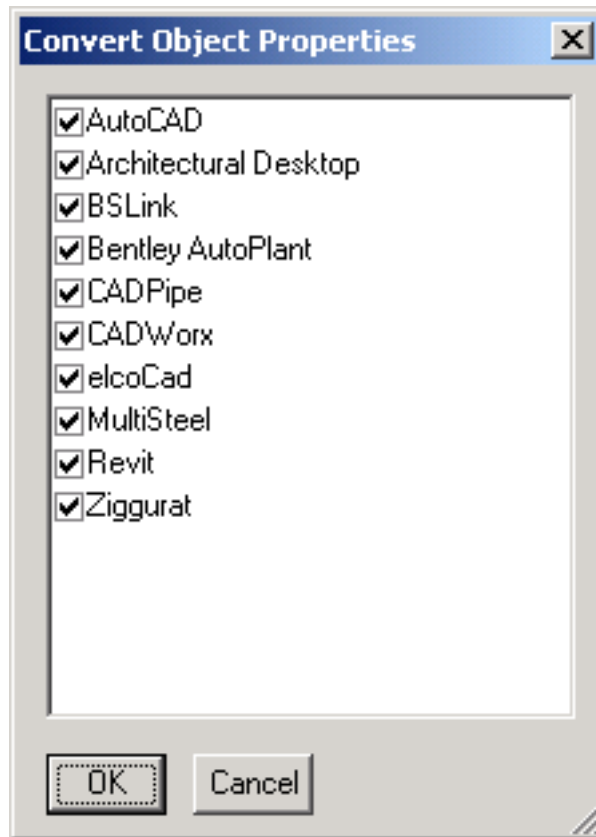 Convert Object Properties
AutoCAD
Architectural Desktop
BSLink
Bentley AutoPlant
CADPipe
CADWorx
elcoCad
MultiSteel
Revit
Ziggurat
OK
Cancel